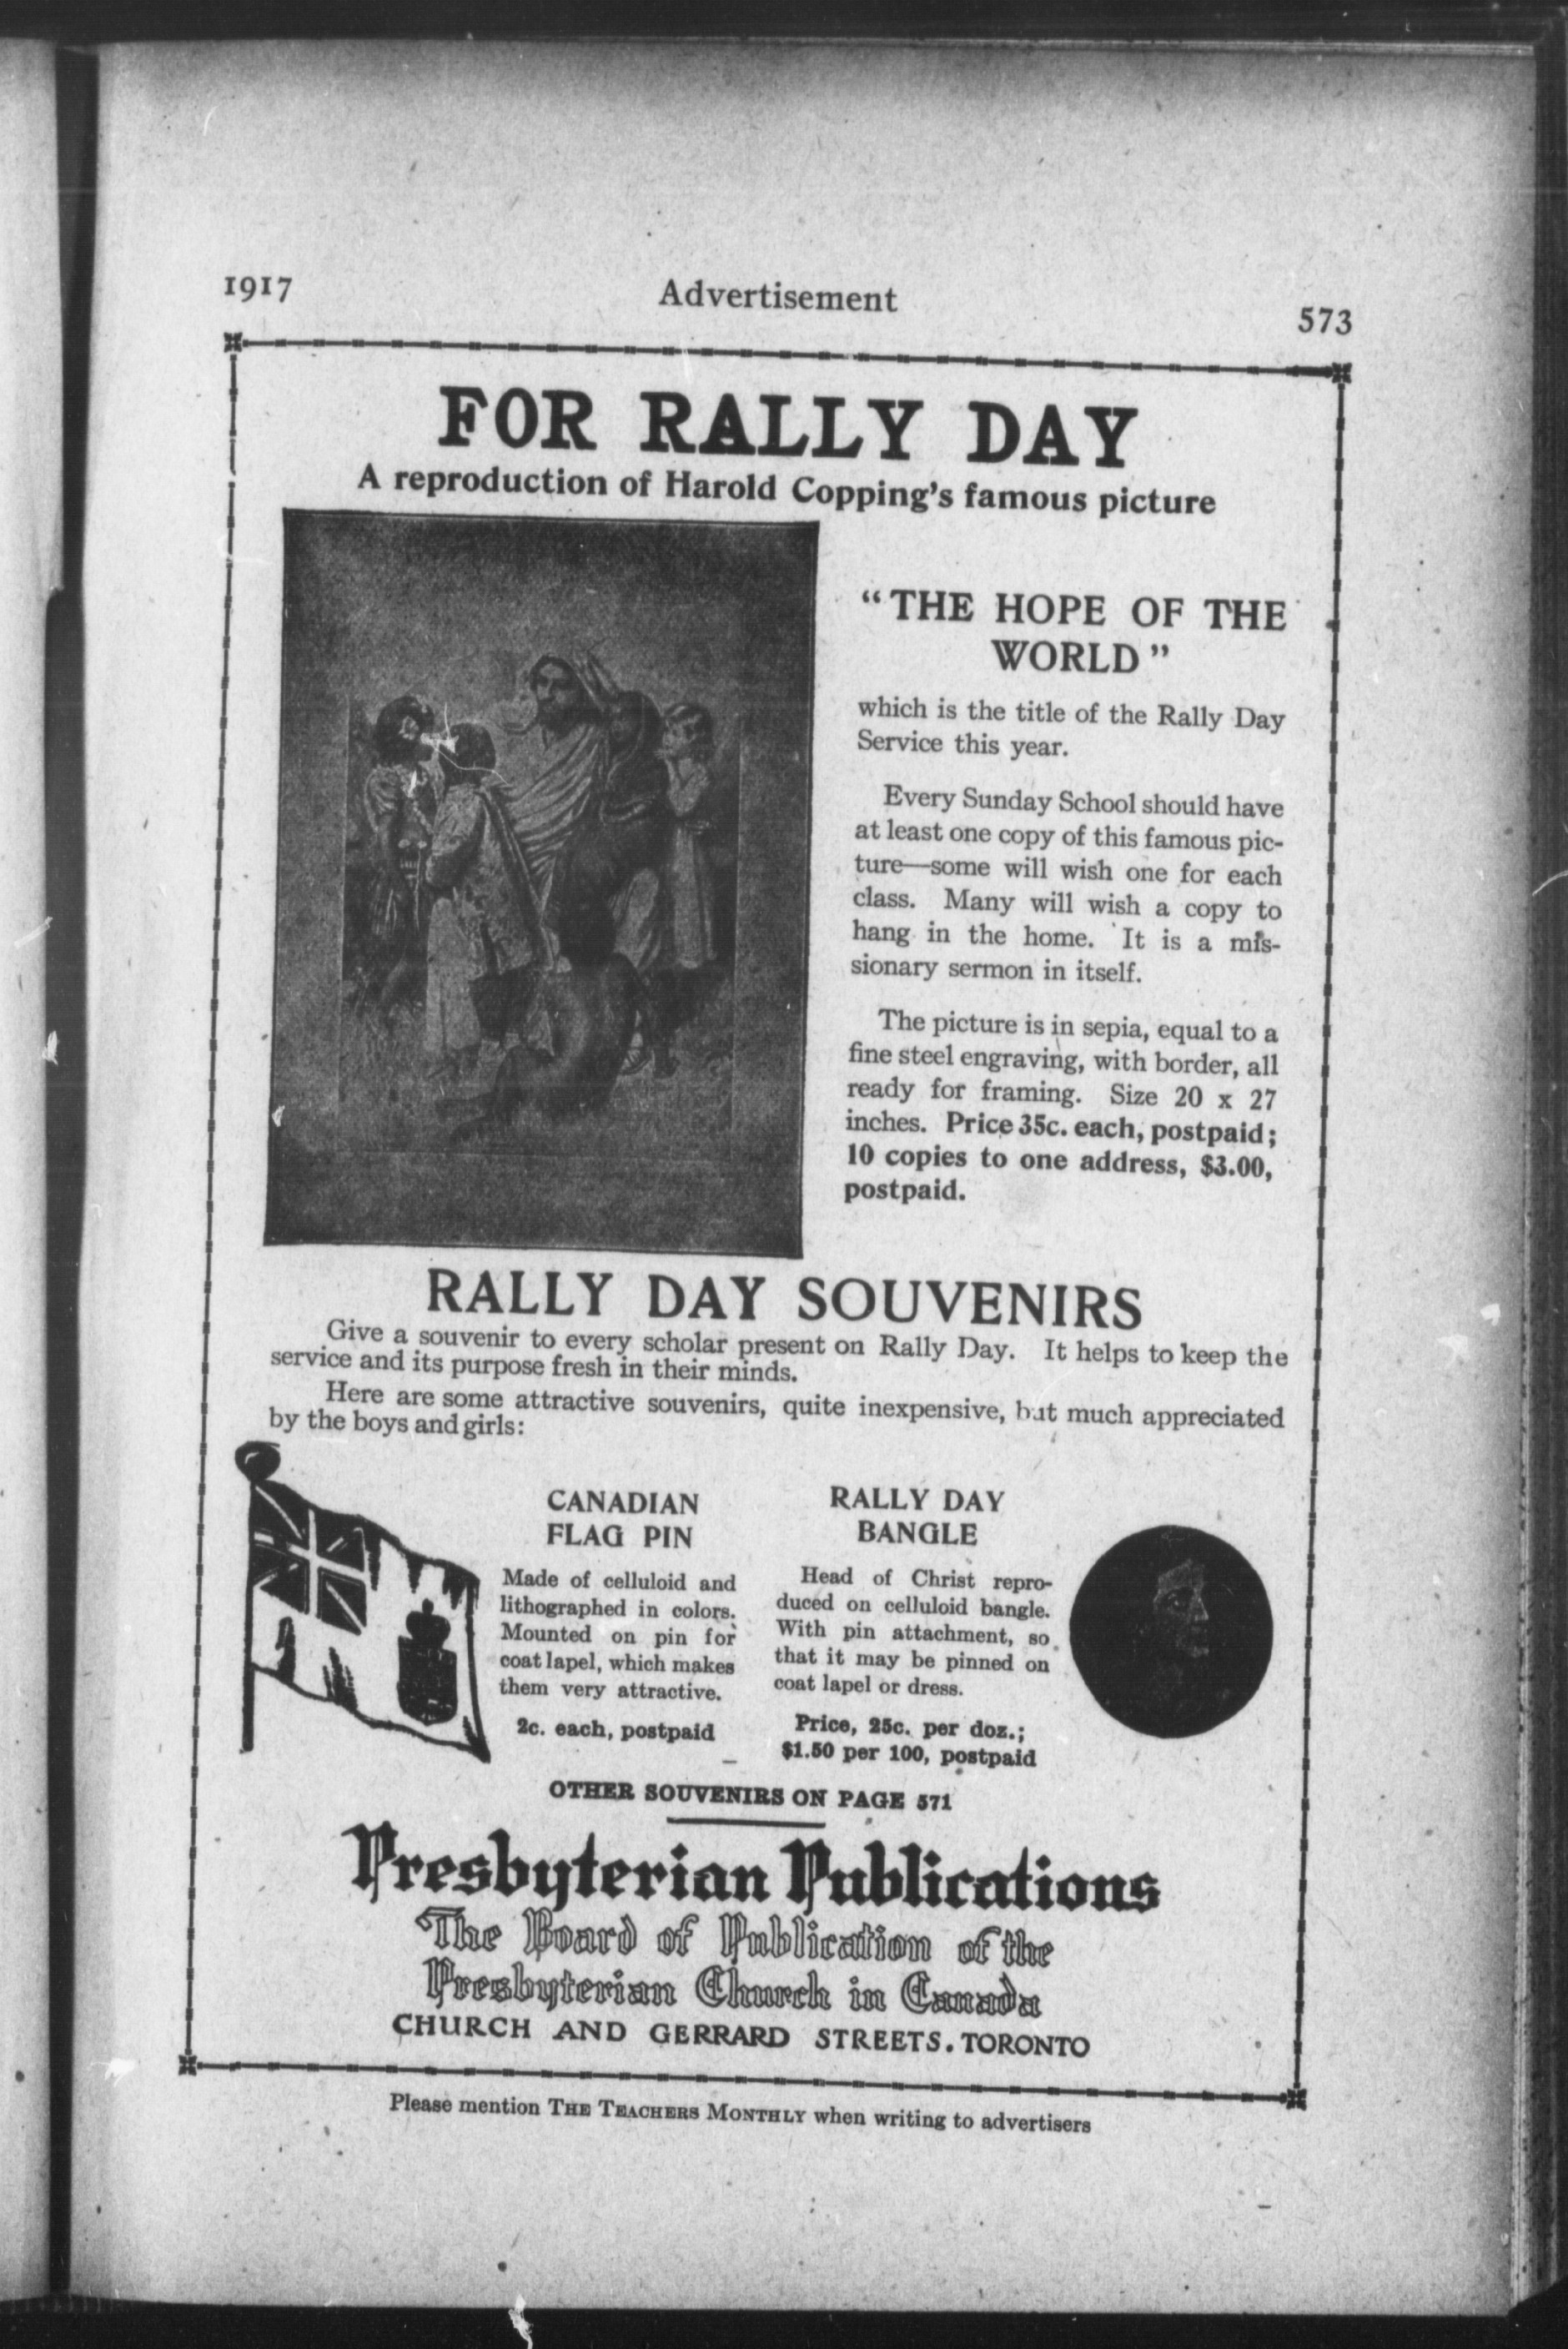 1917
Advertisement
573
FOR RALLY DAY
A reproduction of Harold Copping's famous picture
"THE HOPE OF THE
WORLD"
which is the title of the Rally Day
Service this year.
Every Sunday School should have
at least one copy of this famous pic-
ture—some will wish one for each
class. Many will wish a copy to
hang in the home. It is a mis-
sionary sermon in itself.
The picture is in sepia, equal to a
fine steel engraving, with border, all
ready for framing. Size 20 x 27
inches. Price 35c. each, postpaid;
10 copies to one address, $3.00,
postpaid.
RALLY DAY SOUVENIRS
Give a souvenir to every scholar present on Rally Day. It helps to keep the
service and its purpose fresh in their minds.
Here are some attractive souvenirs, quite inexpensive, but much appreciated
by the boys and girls:
CANADIAN
FLAG PIN
Made of celluloid and
lithographed in colors.
Mounted on pin for
coat lapel, which makes
them very attractive.
2c. each, postpaid
RALLY DAY
BANGLE
Head of Christ repro-
duced on celluloid bangle.
With pin attachment, so
that it may be pinned on
coat lapel or dress.
Price, 25c. per doz.;
$1.50 per 100, postpaid
OTHER SOUVENIRS ON PAGE 571
Presbyterian Publications
The Board of Publication of the
Presbyterian Church in Canada
CHURCH AND GERRARD STREETS. TORONTO
Please mention THE TEACHERS MONTHLY when writing to advertisers